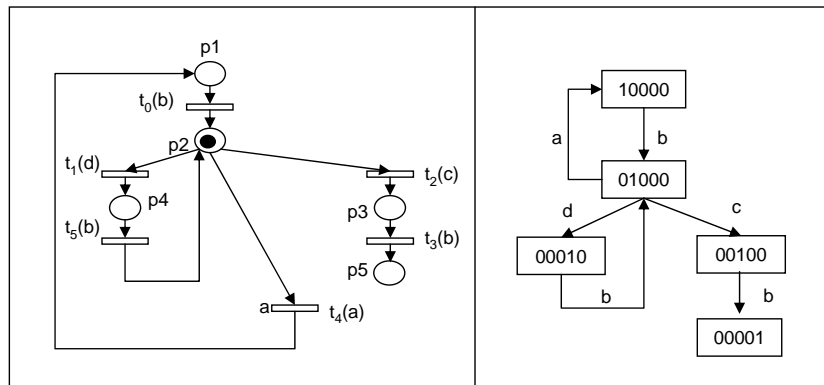 p1
t0(b)
p2
t1(d)
t2(c)
p4
p3
t5(b)
t3(b)
p5
a
t4(a)
10000
a
b
01000
d
c
00010
00100
b
b
00001